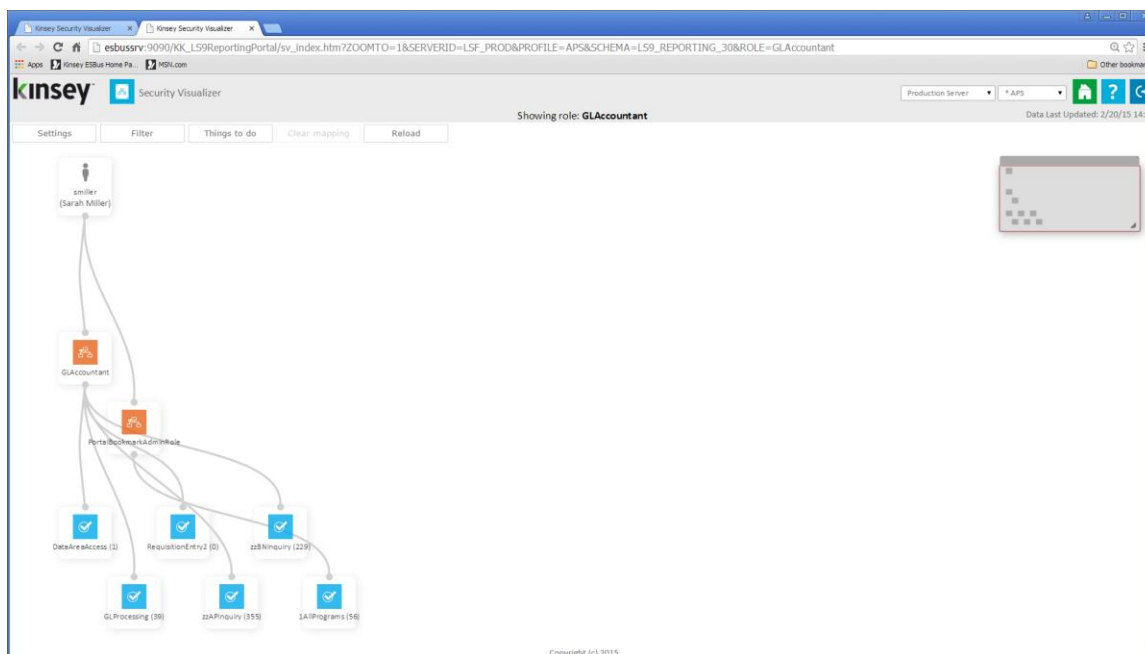 Kinsey Security Visualizer
Kinsey Security Visualizer
esbussrv:9090/KK_LS9ReportingPortal/sv_index.htm?ZOOMTO=1&SERVERID=LSF_PROD&PROFILE=APS&SCHEMA=LS9_REPORTING_30&ROLE=GLAccountant
Apps Kinsey ESBus Home Pa... MSN.com Other bookmar
kinsey Security Visualizer Production Server * APS ?
Showing role: GLAccountant Data Last Updated: 2/20/15 14:
Settings Filter Things to do Clear mapping Reload
smiller
(Sarah Miller)
GLAccountant
PortalBookmarkAdminRole
DataAreaAccess (1) RequisitionEntry2 (0) zzBNInquiry (229)
GLProcessing (39) zzAPInquiry (355) 1AllPrograms (56)
Copyright (c) 2015